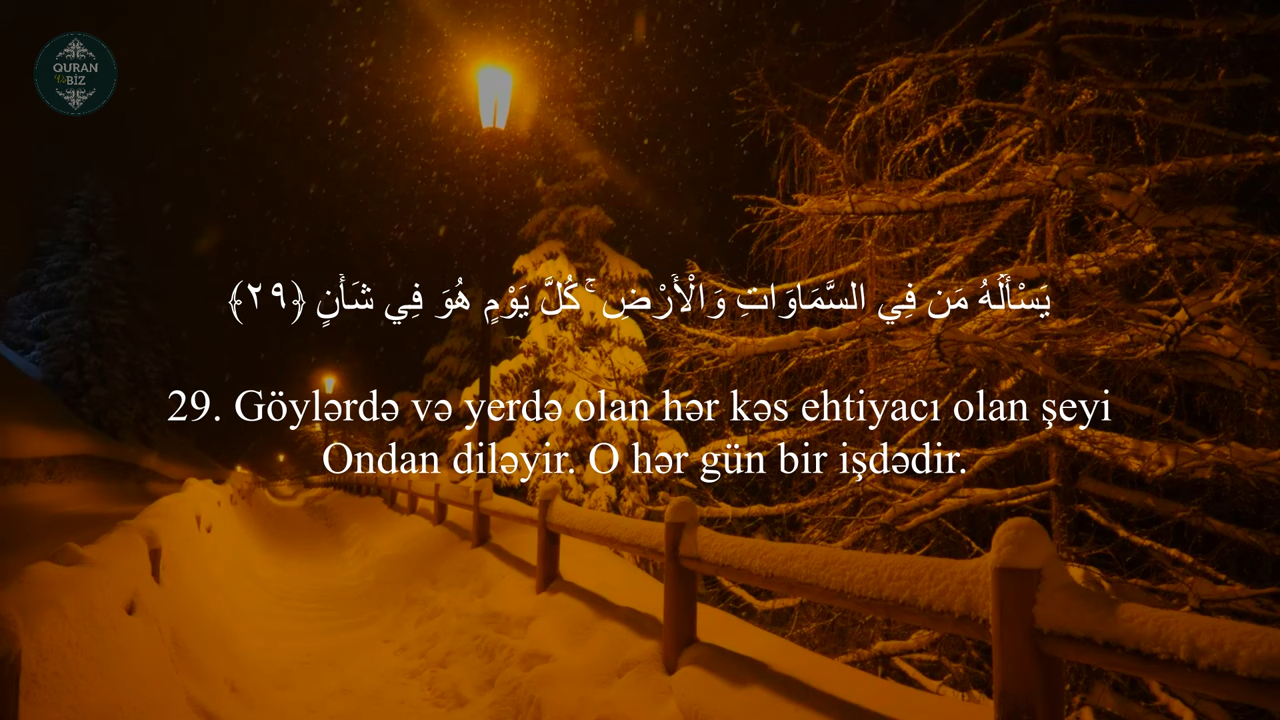 QURAN
Və BİZ
يَسْأَلُهُ مَن فِي السَّمَاوَاتِ وَالْأَرْضِ ۚ كُلَّ يَوْمٍ هُوَ فِي شَأْنٍ ﴿٢٩﴾
29. Göylərdə və yerdə olan hər kəs ehtiyacı olan şeyi
Ondan diləyir. O hər gün bir işdədir.